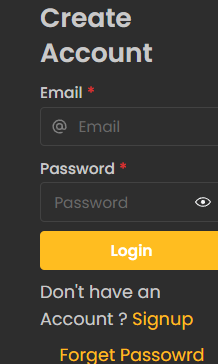 Create
Account
Email *
@ Email
Password *
Password
Login
Don't have an
Account ? Signup
Forget Passowrd